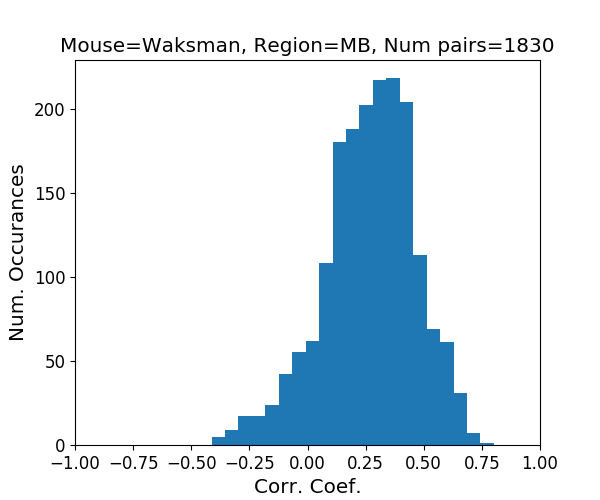 Mouse=Waksman, Region=MB, Num pairs=1830
Num. Occurances
200
150
100
50
0
−1.00 −0.75 −0.50 −0.25 0.00 0.25 0.50 0.75 1.00
Corr. Coef.